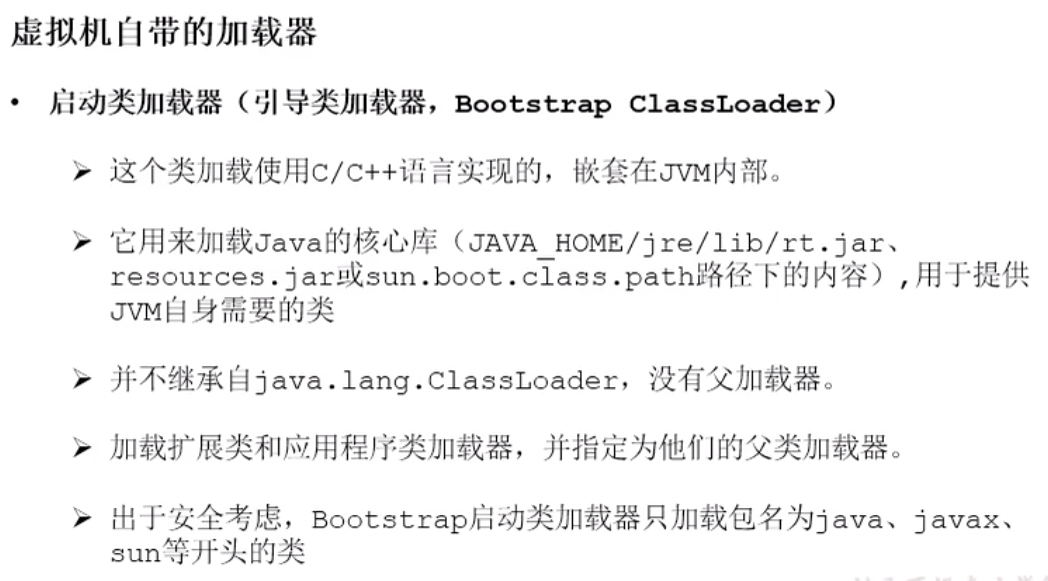 虚拟机自带的加载器
• 启动类加载器（引导类加载器，Bootstrap ClassLoader）
➢ 这个类加载使用C/C++语言实现的，嵌套在JVM内部。
➢ 它用来加载Java的核心库（JAVA_HOME/jre/lib/rt.jar、
resources.jar或sun.boot.class.path路径下的内容）,用于提供
JVM自身需要的类
➢ 并不继承自java.lang.ClassLoader，没有父加载器。
➢ 加载扩展类和应用程序类加载器，并指定为他们的父类加载器。
➢ 出于安全考虑，Bootstrap启动类加载器只加载包名为java、javax、
sun等开头的类